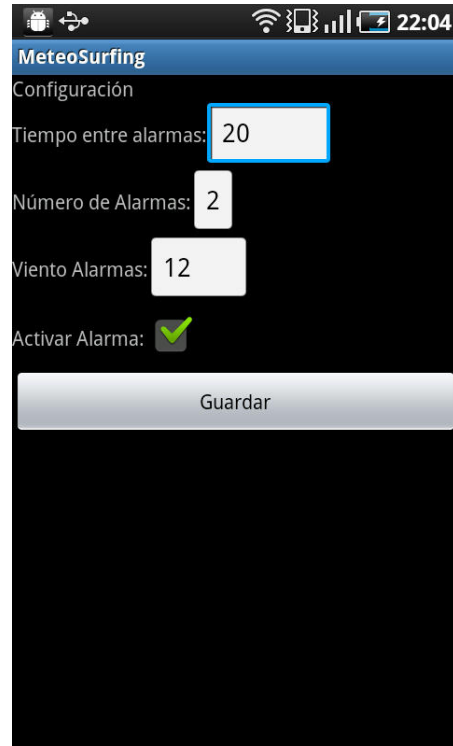 22:04
MeteoSurfing
Configuración
Tiempo entre alarmas: 20
Número de Alarmas: 2
Viento Alarmas: 12
Activar Alarma:
Guardar